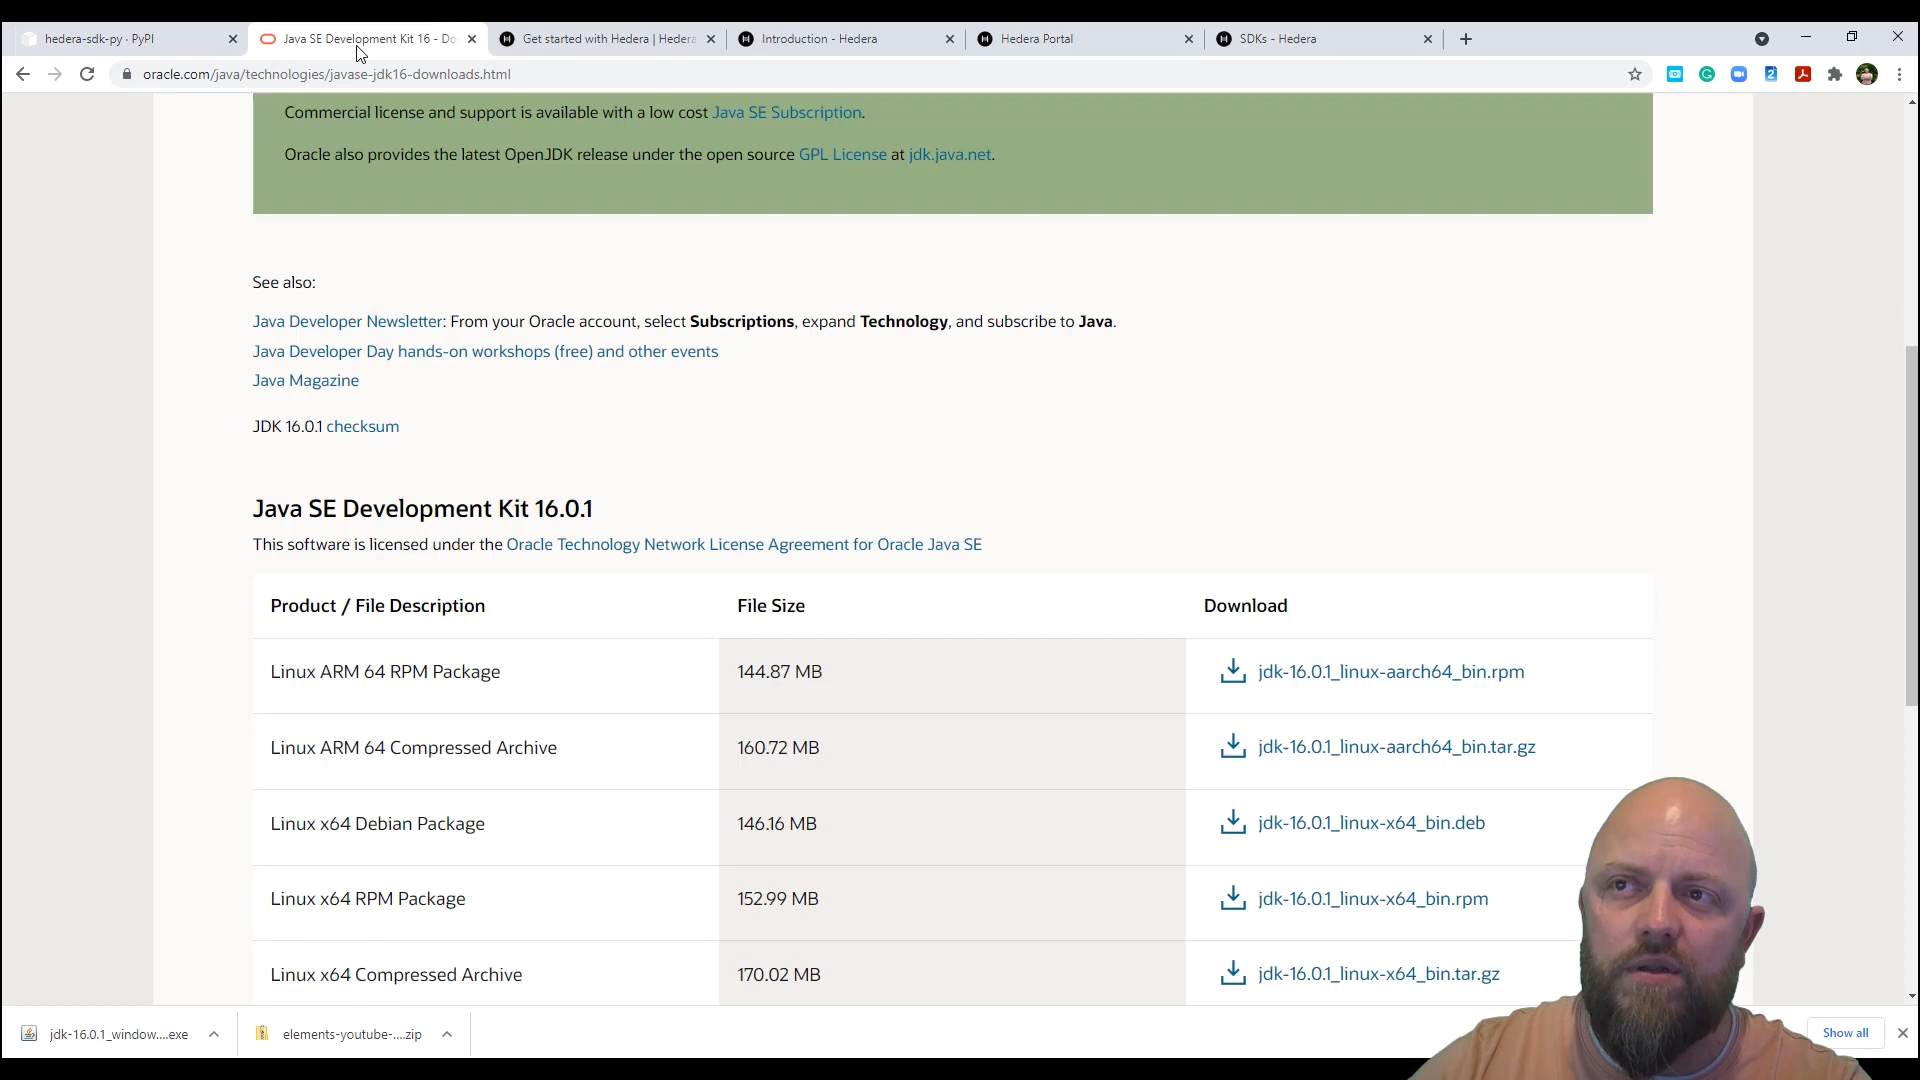 hedera-sdk-py · PyPI
Java SE Development Kit 16 - Do
Get started with Hedera | Hedera
Introduction - Hedera
Hedera Portal
SDKs - Hedera
oracle.com/java/technologies/javase-jdk16-downloads.html
Commercial license and support is available with a low cost Java SE Subscription.
Oracle also provides the latest OpenJDK release under the open source GPL License at jdk.java.net.
See also:
Java Developer Newsletter: From your Oracle account, select Subscriptions, expand Technology, and subscribe to Java.
Java Developer Day hands-on workshops (free) and other events
Java Magazine
JDK 16.0.1 checksum
Java SE Development Kit 16.0.1
This software is licensed under the Oracle Technology Network License Agreement for Oracle Java SE
Product / File Description File Size Download
Linux ARM 64 RPM Package 144.87 MB jdk-16.0.1_linux-aarch64_bin.rpm
Linux ARM 64 Compressed Archive 160.72 MB jdk-16.0.1_linux-aarch64_bin.tar.gz
Linux x64 Debian Package 146.16 MB jdk-16.0.1_linux-x64_bin.deb
Linux x64 RPM Package 152.99 MB jdk-16.0.1_linux-x64_bin.rpm
Linux x64 Compressed Archive 170.02 MB jdk-16.0.1_linux-x64_bin.tar.gz
jdk-16.0.1_window....exe
elements-youtube-....zip
Show all